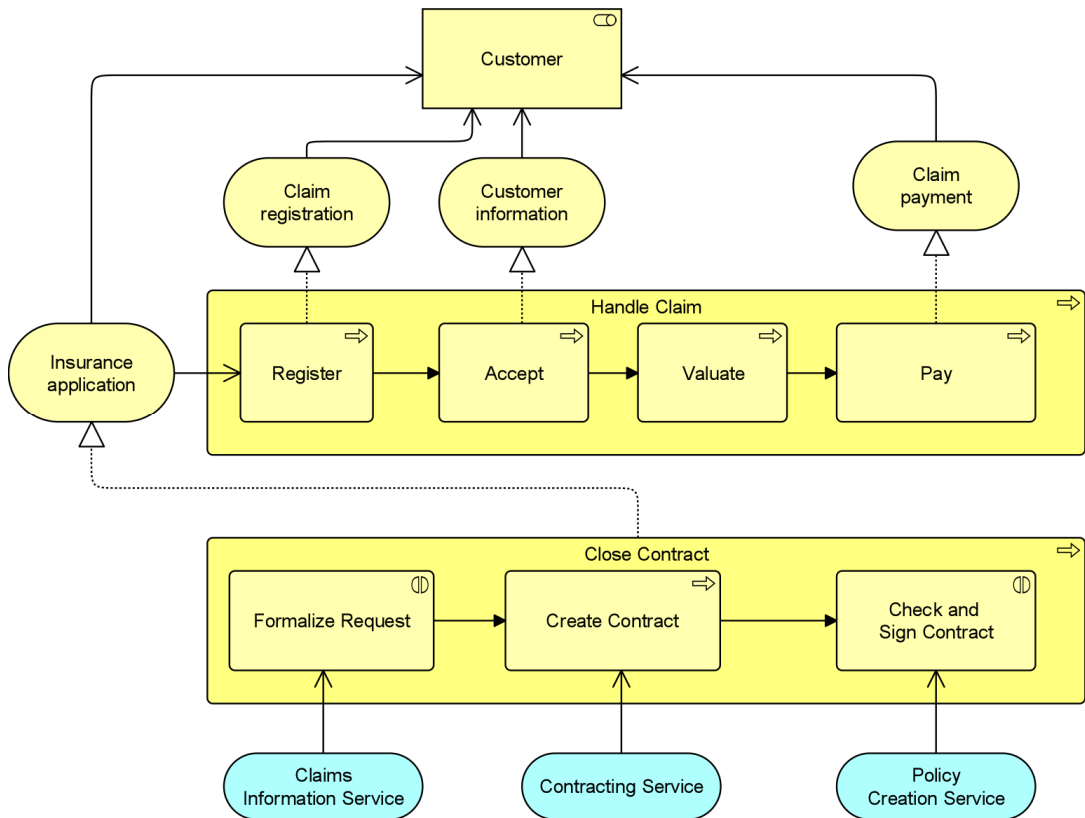 Customer
Claim
registration
Customer
information
Claim
payment
Handle Claim
Insurance
application
Register
Accept
Valuate
Pay
Close Contract
Formalize Request
Create Contract
Check and
Sign Contract
Claims
Information Service
Contracting Service
Policy
Creation Service